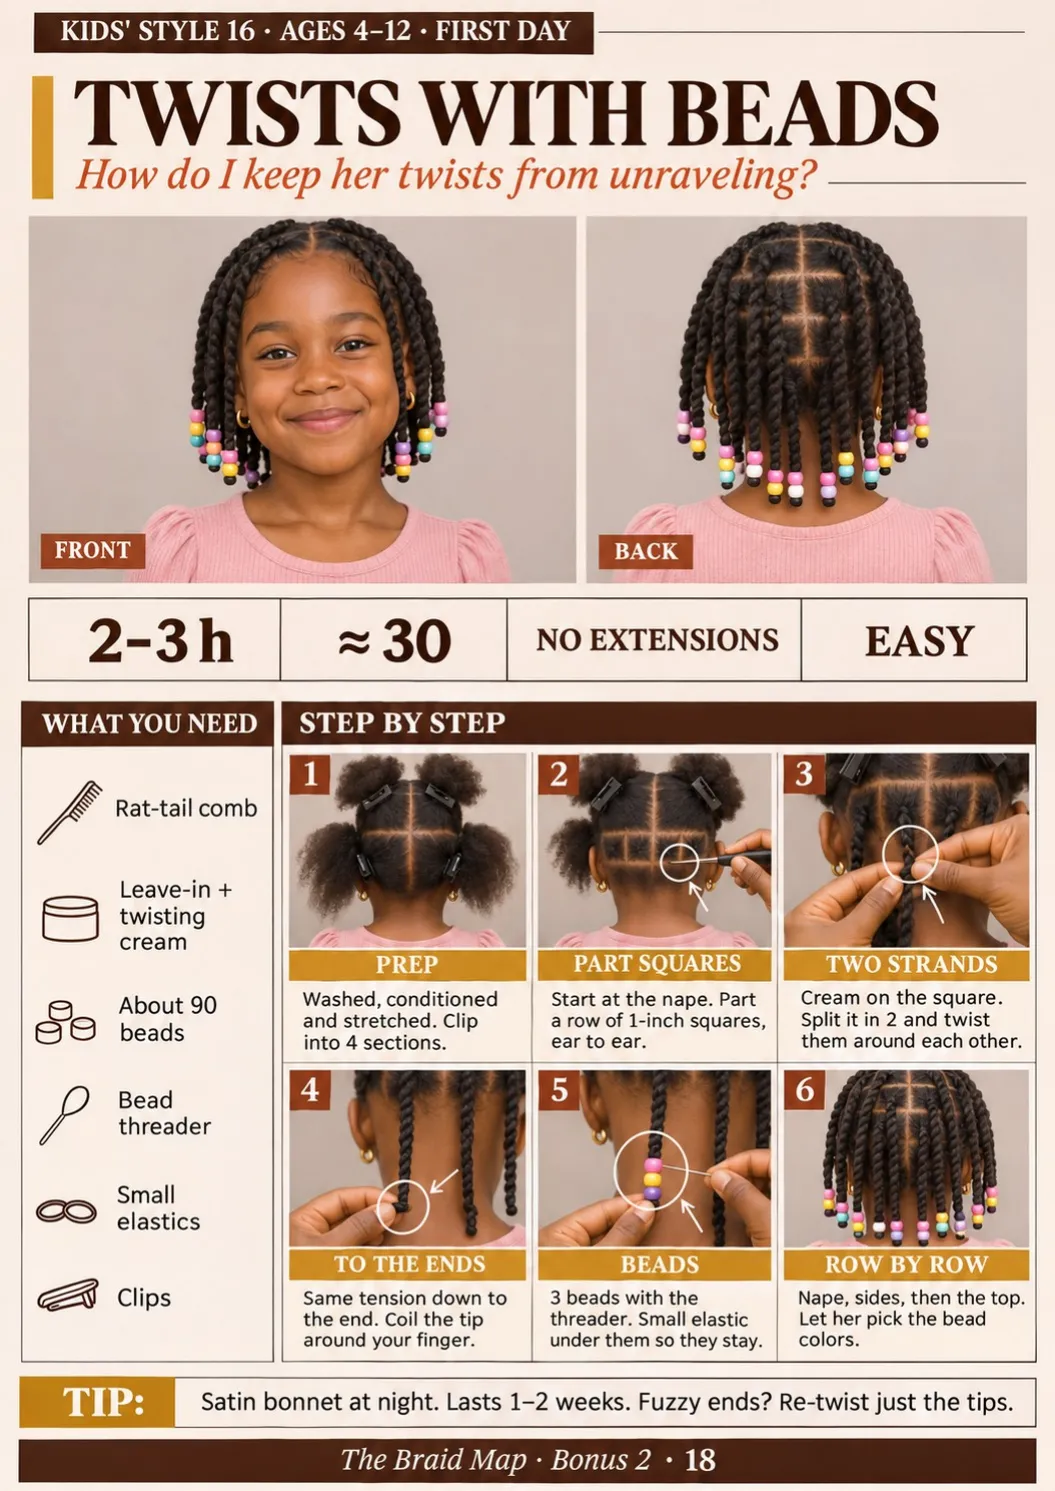 KIDS' STYLE 16 · AGES 4–12 · FIRST DAY
TWISTS WITH BEADS
How do I keep her twists from unraveling?
FRONT
BACK
2–3 h
≈ 30
NO EXTENSIONS
EASY
WHAT YOU NEED
Rat-tail comb
Leave-in +
twisting
cream
About 90
beads
Bead
threader
Small
elastics
Clips
STEP BY STEP
1
PREP
Washed, conditioned
and stretched. Clip
into 4 sections.
2
PART SQUARES
Start at the nape. Part
a row of 1-inch squares,
ear to ear.
3
TWO STRANDS
Cream on the square.
Split it in 2 and twist
them around each other.
4
TO THE ENDS
Same tension down to
the end. Coil the tip
around your finger.
5
BEADS
3 beads with the
threader. Small elastic
under them so they stay.
6
ROW BY ROW
Nape, sides, then the top.
Let her pick the bead
colors.
TIP:
Satin bonnet at night. Lasts 1–2 weeks. Fuzzy ends? Re-twist just the tips.
The Braid Map · Bonus 2 · 18